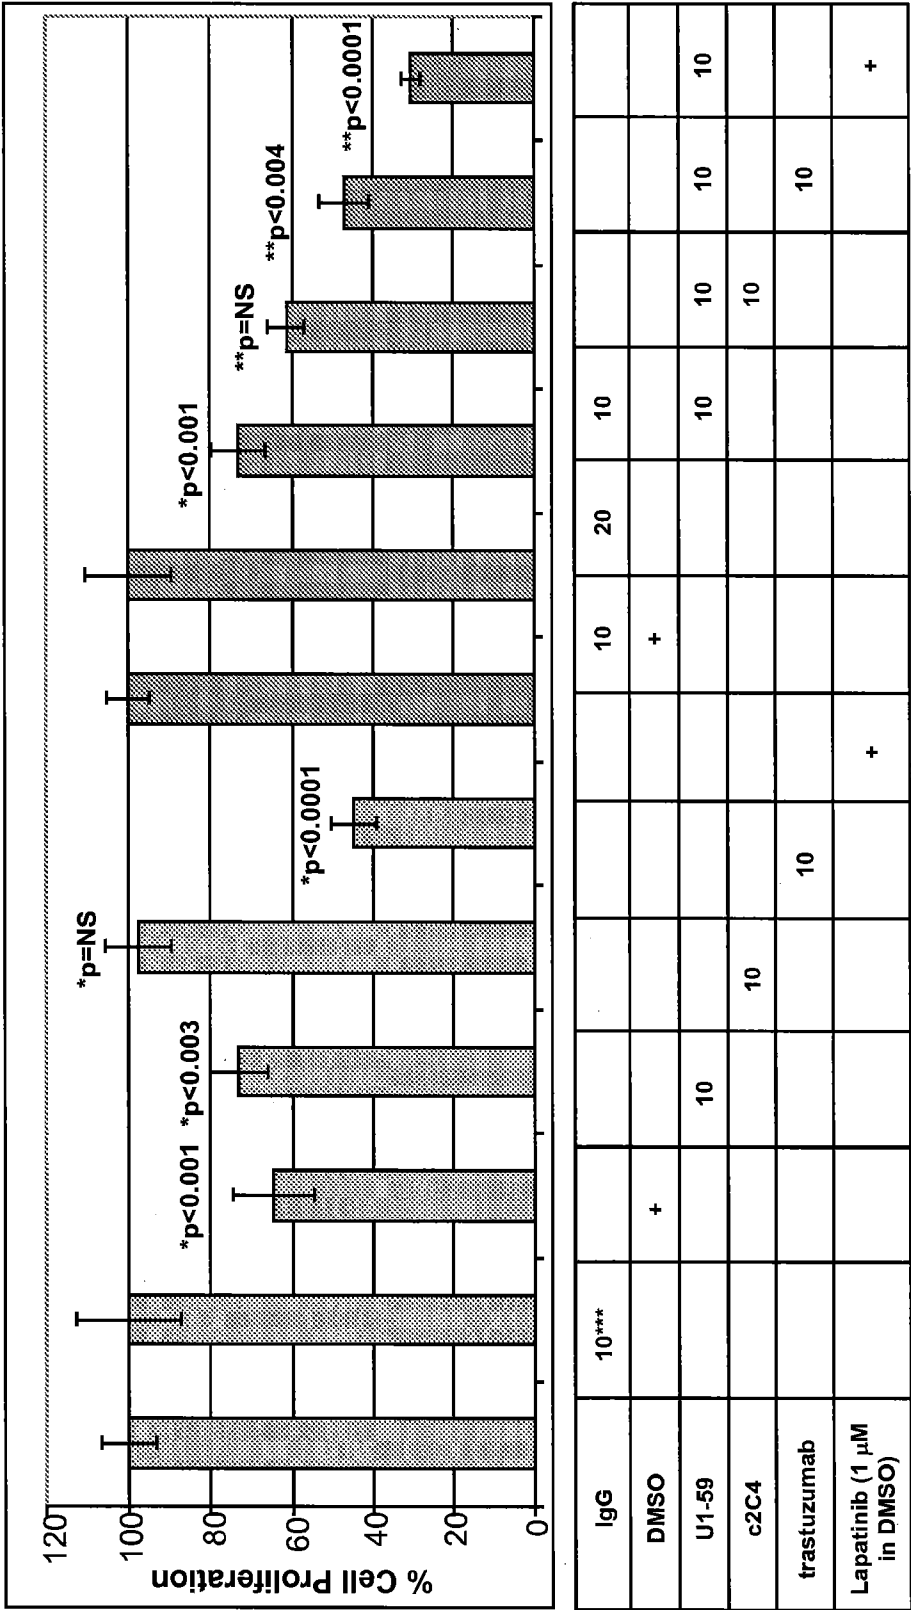 % Cell Proliferation
120
100
80
60
40
20
0
*p<0.001
*p<0.003
*p=NS
*p<0.0001
*p<0.001
**p=NS
**p<0.004
**p<0.0001
IgG 10*** 10 20 10
DMSO + +
U1-59 10 10 10 10 10
c2C4 10 10
trastuzumab 10 10
Lapatinib (1 µM
in DMSO) + +